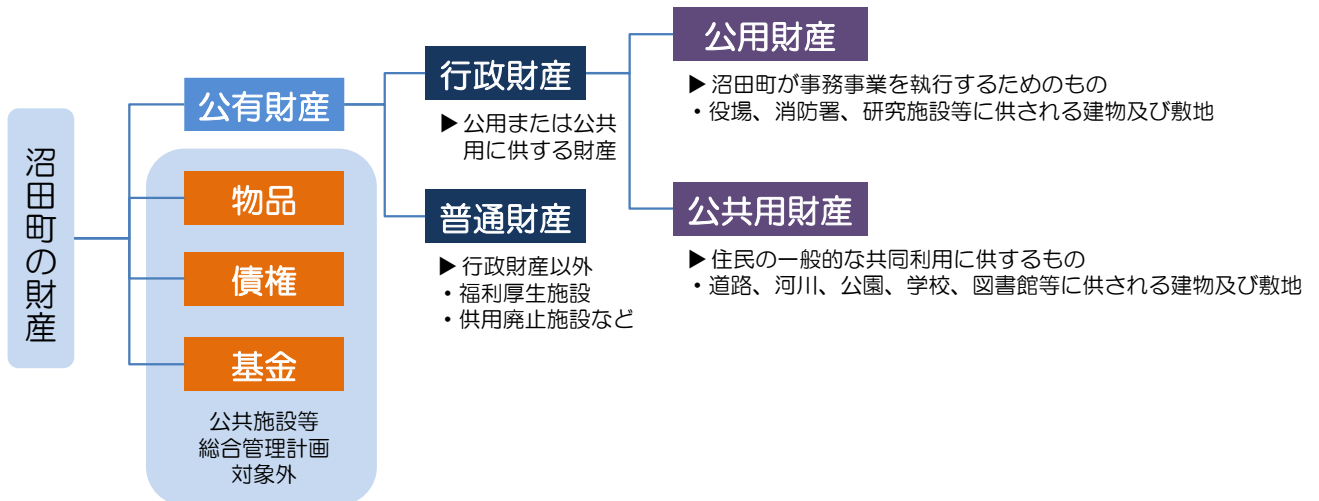 沼田町の財産
公有財産
物品
債権
基金
公共施設等
総合管理計画
対象外
行政財産
▶ 公用または公共
用に供する財産
普通財産
▶ 行政財産以外
・福利厚生施設
・供用廃止施設など
公用財産
▶ 沼田町が事務事業を執行するためのもの
・役場、消防署、研究施設等に供される建物及び敷地
公共用財産
▶ 住民の一般的な共同利用に供するもの
・道路、河川、公園、学校、図書館等に供される建物及び敷地